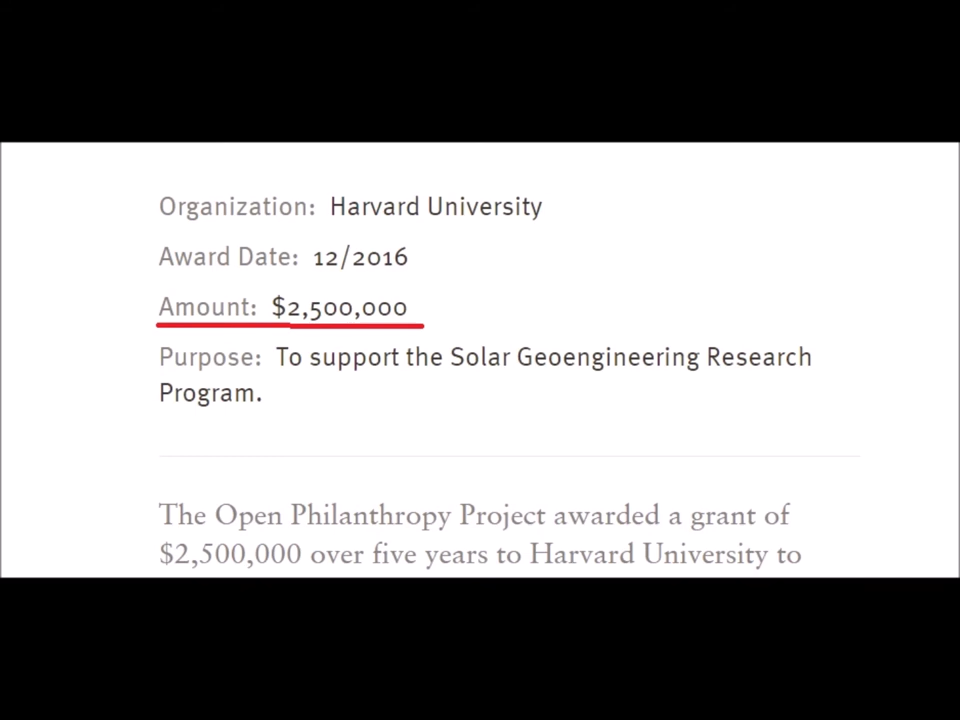 Organization: Harvard University
Award Date: 12/2016
Amount: $2,500,000
Purpose: To support the Solar Geoengineering Research
Program.
The Open Philanthropy Project awarded a grant of
$2,500,000 over five years to Harvard University to